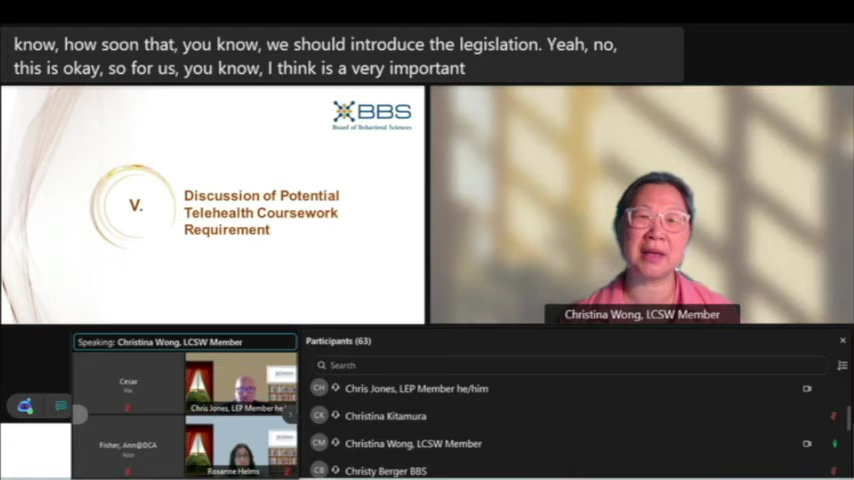 know, how soon that, you know, we should introduce the legislation. Yeah, no,
this is okay, so for us, you know, I think is a very important
BBS
Board of Behavioral Sciences
V.
Discussion of Potential
Telehealth Coursework
Requirement
Christina Wong, LCSW Member
Speaking: Christina Wong, LCSW Member
Cesar
Chris Jones, LEP Member he/
Fisher, Ann@DCA
Rosanne Helms
Participants (63)
Search
CH Chris Jones, LEP Member he/him
CK Christina Kitamura
CM Christina Wong, LCSW Member
CB Christy Berger BBS